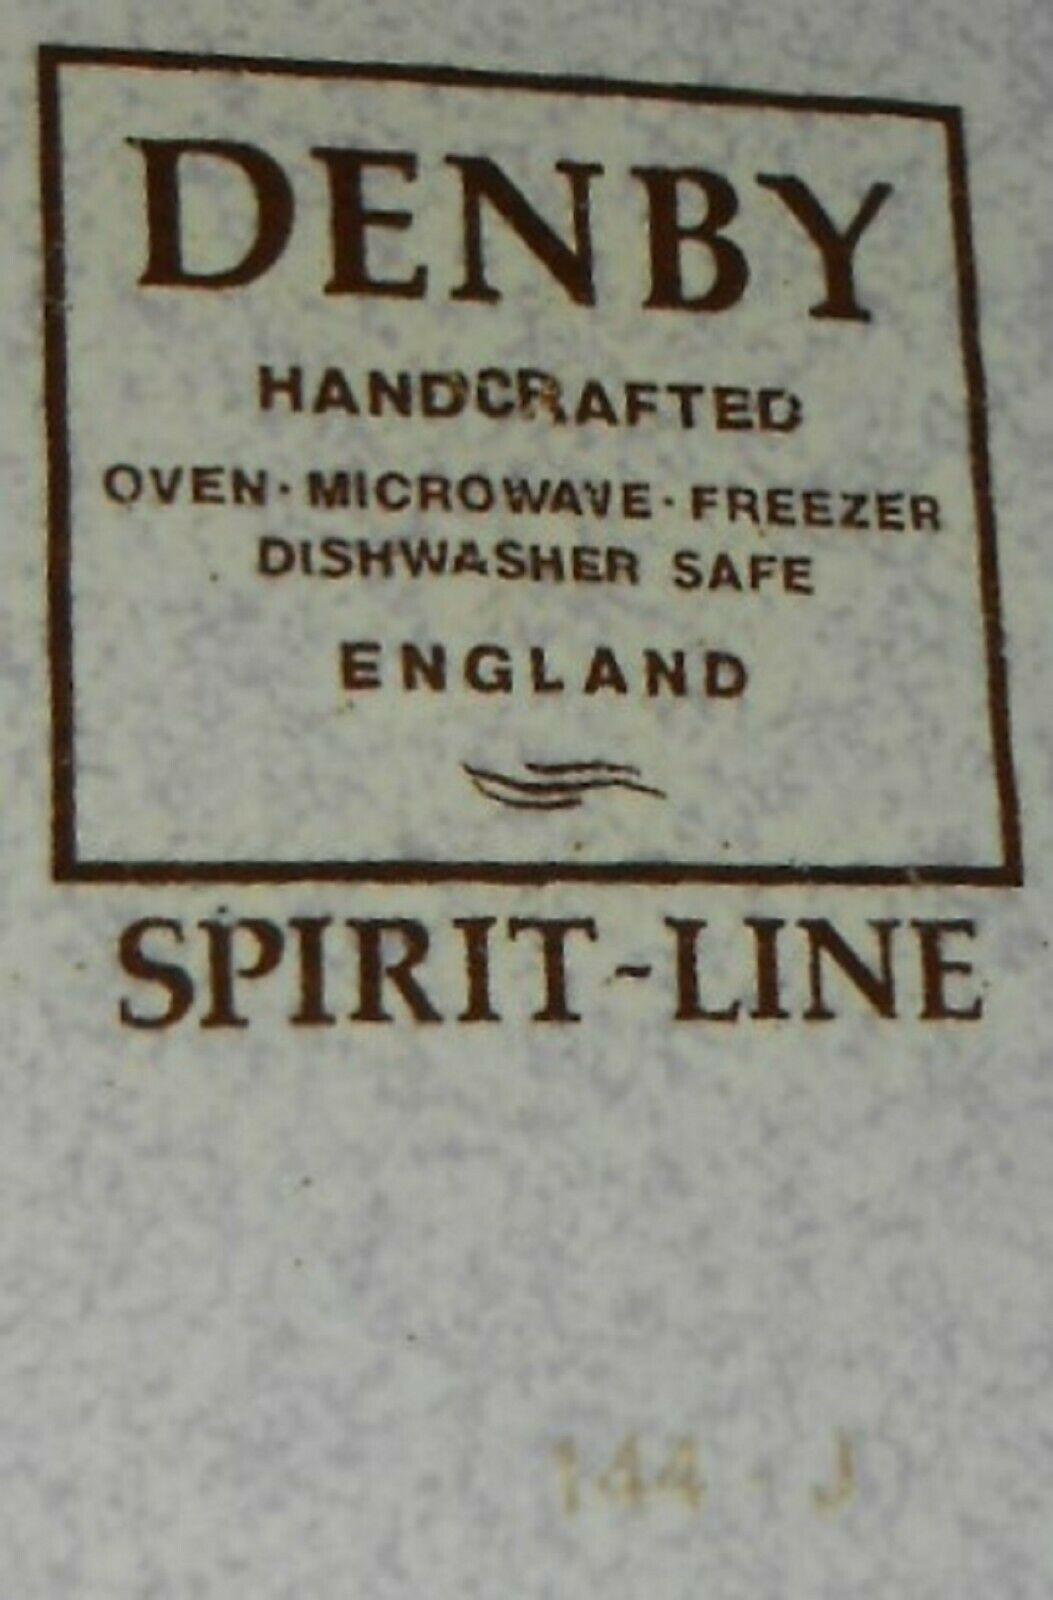 DENBY
HANDCRAFTED
OVEN · MICROWAVE · FREEZER
DISHWASHER SAFE
ENGLAND
SPIRIT-LINE
144 - J